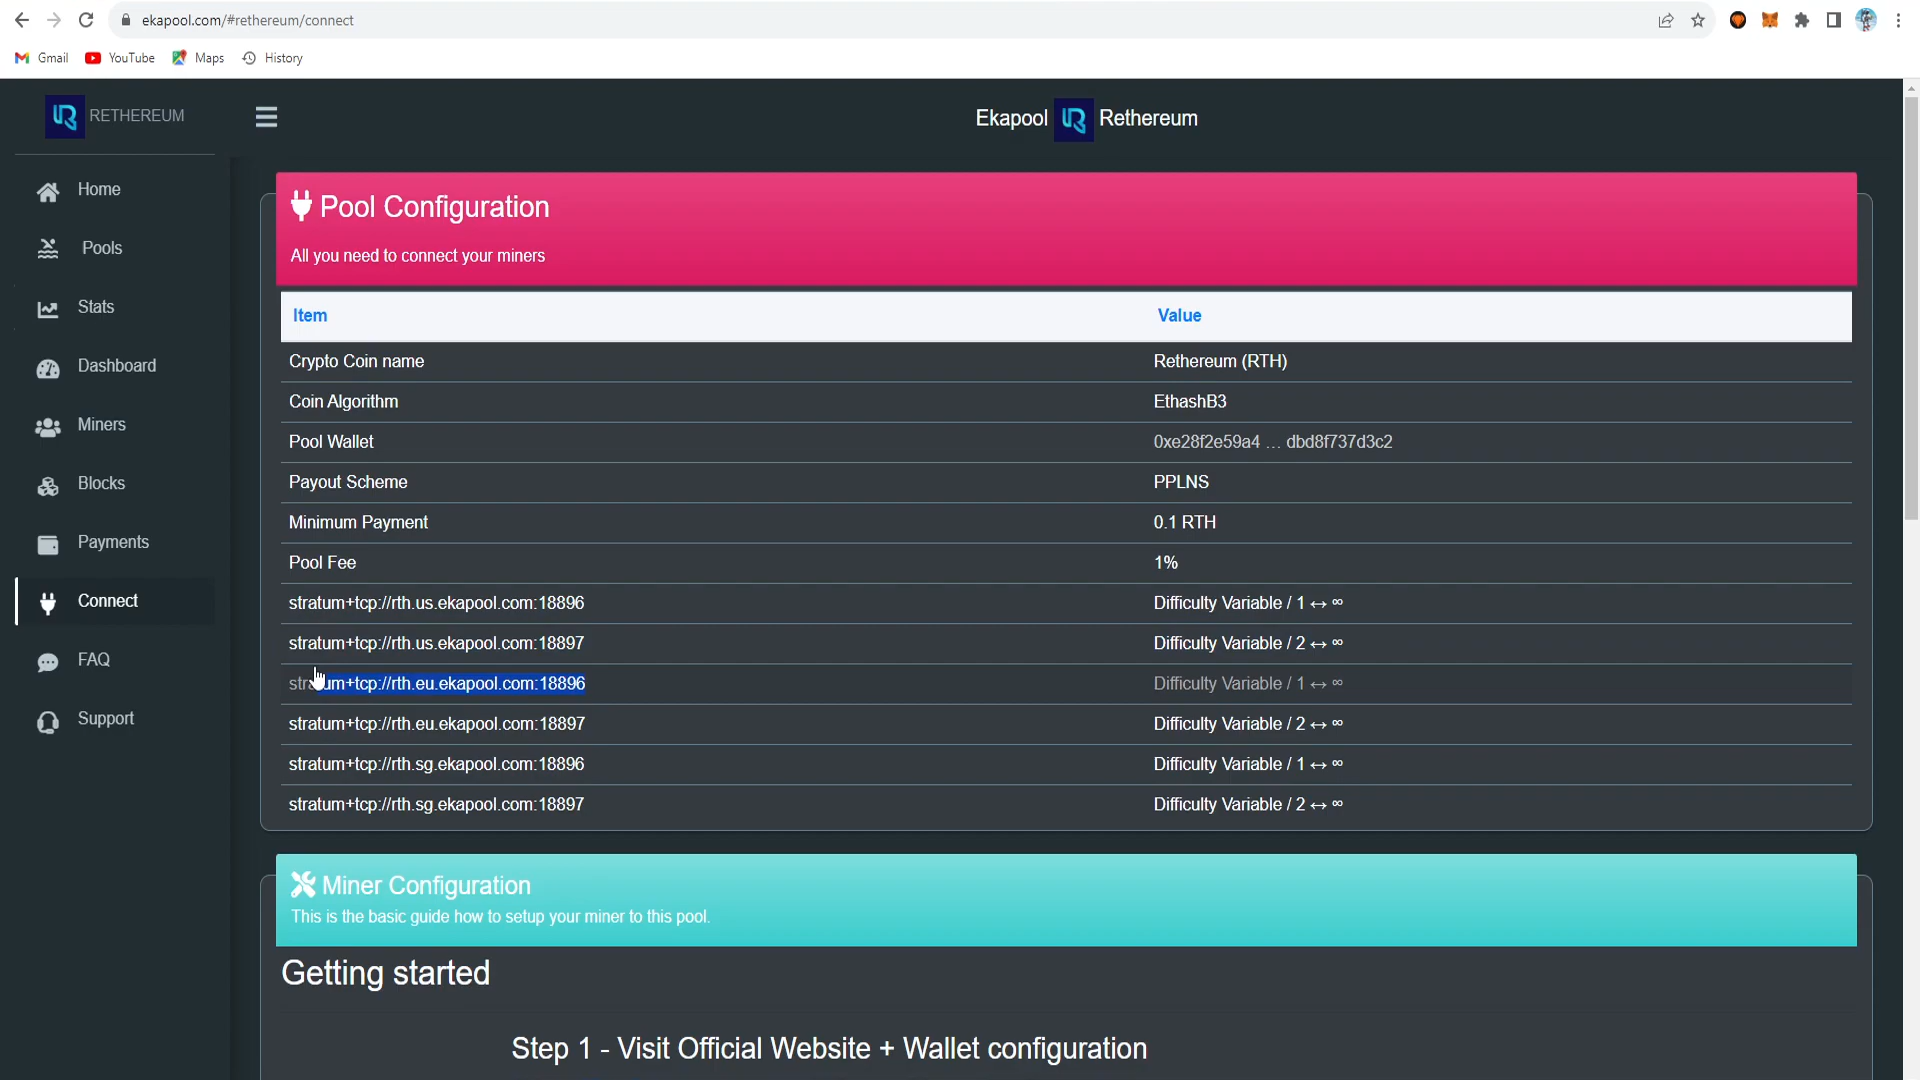 ekapool.com/#rethereum/connect
Gmail YouTube Maps History
RETHEREUM
Ekapool Rethereum
Home
Pools
Stats
Dashboard
Miners
Blocks
Payments
Connect
FAQ
Support
Pool Configuration
All you need to connect your miners
Item Value
Crypto Coin name Rethereum (RTH)
Coin Algorithm EthashB3
Pool Wallet 0xe28f2e59a4 ... dbd8f737d3c2
Payout Scheme PPLNS
Minimum Payment 0.1 RTH
Pool Fee 1%
stratum+tcp://rth.us.ekapool.com:18896 Difficulty Variable / 1 ↔ ∞
stratum+tcp://rth.us.ekapool.com:18897 Difficulty Variable / 2 ↔ ∞
stratum+tcp://rth.eu.ekapool.com:18896 Difficulty Variable / 1 ↔ ∞
stratum+tcp://rth.eu.ekapool.com:18897 Difficulty Variable / 2 ↔ ∞
stratum+tcp://rth.sg.ekapool.com:18896 Difficulty Variable / 1 ↔ ∞
stratum+tcp://rth.sg.ekapool.com:18897 Difficulty Variable / 2 ↔ ∞
Miner Configuration
This is the basic guide how to setup your miner to this pool.
Getting started
Step 1 - Visit Official Website + Wallet configuration